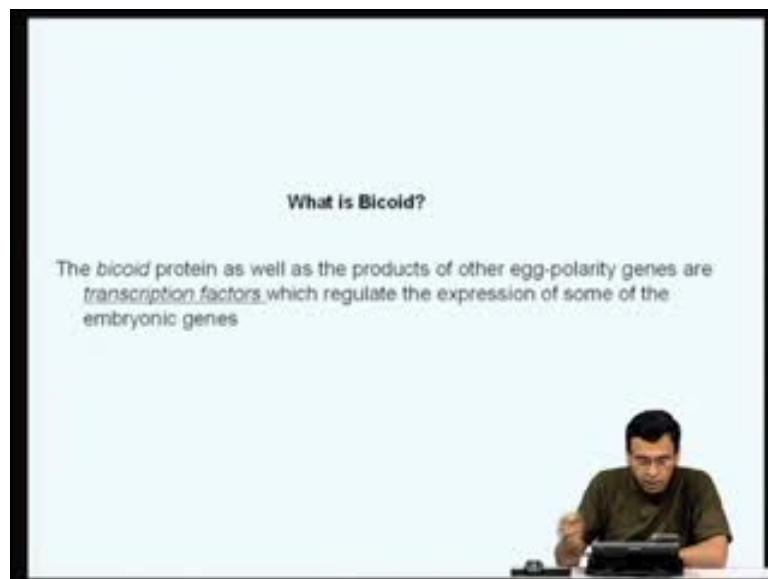 What is Bicoid?
The bicoid protein as well as the products of other egg-polarity genes are
transcription factors which regulate the expression of some of the
embryonic genes